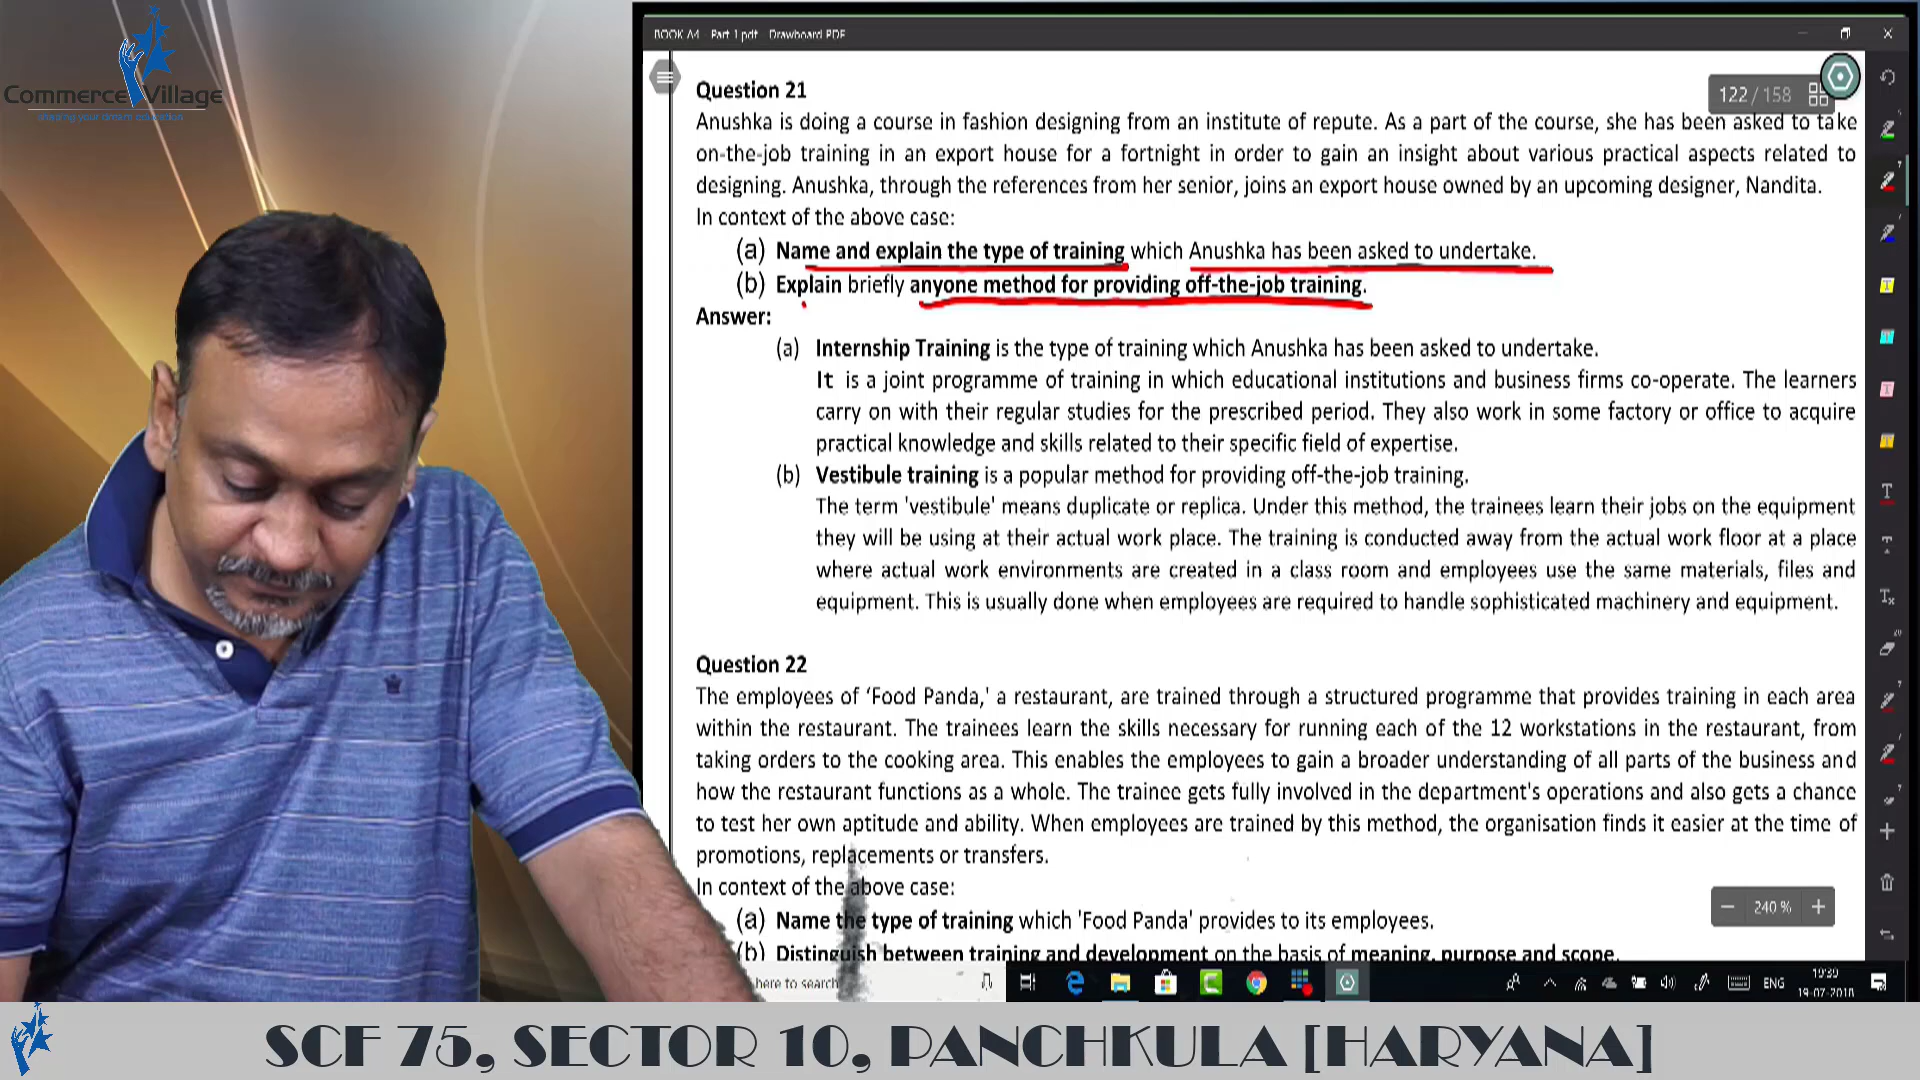 Commerce Village
BOOK A4 Part 1.pdf Drawboard PDF
122 / 158
Question 21
Anushka is doing a course in fashion designing from an institute of repute. As a part of the course, she has been asked to take
on-the-job training in an export house for a fortnight in order to gain an insight about various practical aspects related to
designing. Anushka, through the references from her senior, joins an export house owned by an upcoming designer, Nandita.
In context of the above case:
(a) Name and explain the type of training which Anushka has been asked to undertake.
(b) Explain briefly anyone method for providing off-the-job training.
Answer:
(a) Internship Training is the type of training which Anushka has been asked to undertake.
It is a joint programme of training in which educational institutions and business firms co-operate. The learners
carry on with their regular studies for the prescribed period. They also work in some factory or office to acquire
practical knowledge and skills related to their specific field of expertise.
(b) Vestibule training is a popular method for providing off-the-job training.
The term 'vestibule' means duplicate or replica. Under this method, the trainees learn their jobs on the equipment
they will be using at their actual work place. The training is conducted away from the actual work floor at a place
where actual work environments are created in a class room and employees use the same materials, files and
equipment. This is usually done when employees are required to handle sophisticated machinery and equipment.
Question 22
The employees of ‘Food Panda,' a restaurant, are trained through a structured programme that provides training in each area
within the restaurant. The trainees learn the skills necessary for running each of the 12 workstations in the restaurant, from
taking orders to the cooking area. This enables the employees to gain a broader understanding of all parts of the business and
how the restaurant functions as a whole. The trainee gets fully involved in the department's operations and also gets a chance
to test her own aptitude and ability. When employees are trained by this method, the organisation finds it easier at the time of
promotions, replacements or transfers.
In context of the above case:
(a) Name the type of training which 'Food Panda' provides to its employees.
(b) Distinguish between training and development on the basis of meaning, purpose and scope.
240 %
here to search
ENG
19:39
19-07-2018
SCF 75, SECTOR 10, PANCHKULA [HARYANA]